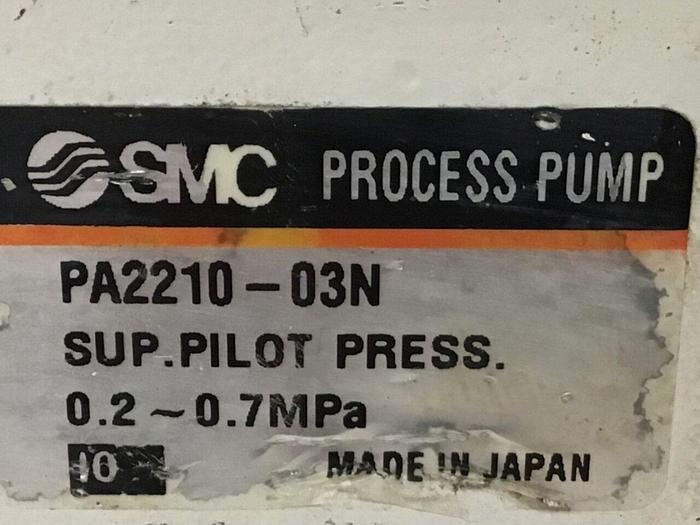 SMC PROCESS PUMP
PA2210-03N
SUP.PILOT PRESS.
0.2~0.7MPa
MADE IN JAPAN